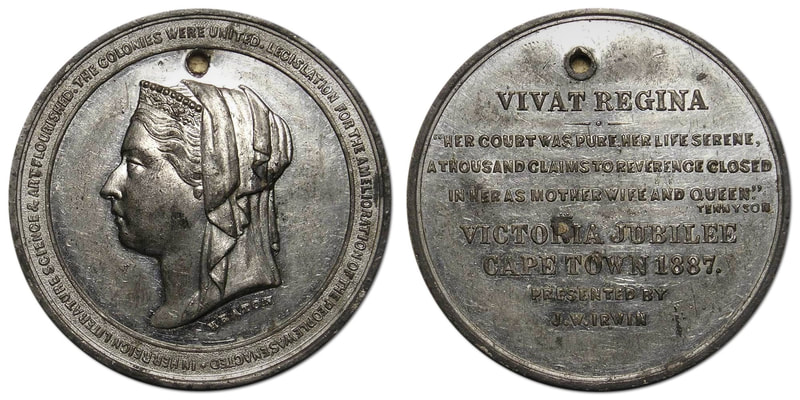 IN HER REIGN LITERATURE SCIENCE & ART FLOURISHED. THE COLONIES WERE UNITED. LEGISLATION FOR THE AMELIORATION OF THE PEOPLE WAS ENACTED
HEATON
VIVAT REGINA
"HER COURT WAS PURE, HER LIFE SERENE,
A THOUSAND CLAIMS TO REVERENCE CLOSED
IN HER AS MOTHER WIFE AND QUEEN."
TENNYSON
VICTORIA JUBILEE
CAPE TOWN 1887.
PRESENTED BY
J.W. IRWIN